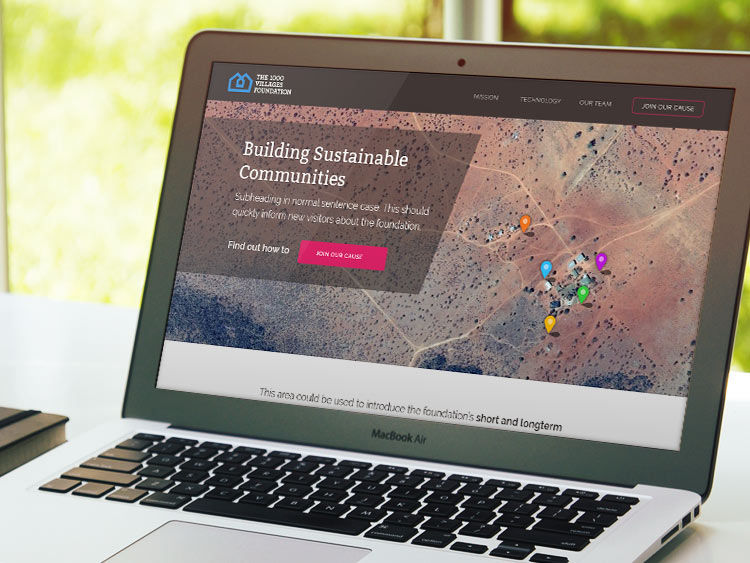 THE 1000
VILLAGES
FOUNDATION
MISSION
TECHNOLOGY
OUR TEAM
JOIN OUR CAUSE
Building Sustainable
Communities
Subheading in normal sentence case. This should
quickly inform new visitors about the foundation.
Find out how to
JOIN OUR CAUSE
This area could be used to introduce the foundation's short and longterm
MacBook Air
command
option